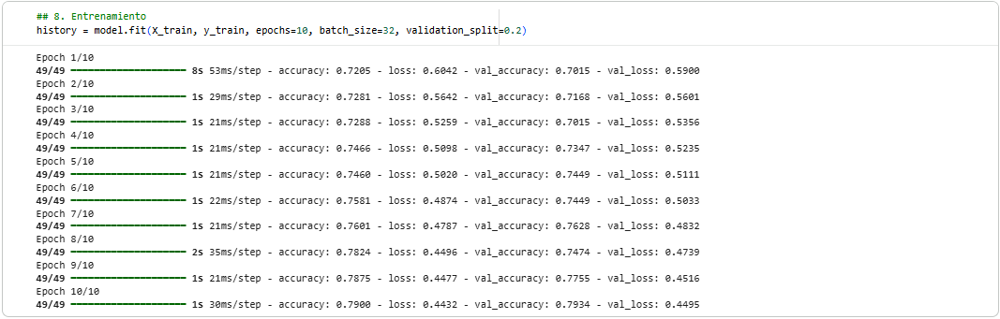 ## 8. Entrenamiento
history = model.fit(X_train, y_train, epochs=10, batch_size=32, validation_split=0.2)
Epoch 1/10
49/49 ━━━━━━━━━━━━━━━━━━━━ 8s 53ms/step - accuracy: 0.7205 - loss: 0.6042 - val_accuracy: 0.7015 - val_loss: 0.5900
Epoch 2/10
49/49 ━━━━━━━━━━━━━━━━━━━━ 1s 29ms/step - accuracy: 0.7281 - loss: 0.5642 - val_accuracy: 0.7168 - val_loss: 0.5601
Epoch 3/10
49/49 ━━━━━━━━━━━━━━━━━━━━ 1s 21ms/step - accuracy: 0.7288 - loss: 0.5259 - val_accuracy: 0.7015 - val_loss: 0.5356
Epoch 4/10
49/49 ━━━━━━━━━━━━━━━━━━━━ 1s 21ms/step - accuracy: 0.7466 - loss: 0.5098 - val_accuracy: 0.7347 - val_loss: 0.5235
Epoch 5/10
49/49 ━━━━━━━━━━━━━━━━━━━━ 1s 21ms/step - accuracy: 0.7460 - loss: 0.5020 - val_accuracy: 0.7449 - val_loss: 0.5111
Epoch 6/10
49/49 ━━━━━━━━━━━━━━━━━━━━ 1s 22ms/step - accuracy: 0.7581 - loss: 0.4874 - val_accuracy: 0.7449 - val_loss: 0.5033
Epoch 7/10
49/49 ━━━━━━━━━━━━━━━━━━━━ 1s 21ms/step - accuracy: 0.7601 - loss: 0.4787 - val_accuracy: 0.7628 - val_loss: 0.4832
Epoch 8/10
49/49 ━━━━━━━━━━━━━━━━━━━━ 2s 35ms/step - accuracy: 0.7824 - loss: 0.4496 - val_accuracy: 0.7474 - val_loss: 0.4739
Epoch 9/10
49/49 ━━━━━━━━━━━━━━━━━━━━ 1s 21ms/step - accuracy: 0.7875 - loss: 0.4477 - val_accuracy: 0.7755 - val_loss: 0.4516
Epoch 10/10
49/49 ━━━━━━━━━━━━━━━━━━━━ 1s 30ms/step - accuracy: 0.7900 - loss: 0.4432 - val_accuracy: 0.7934 - val_loss: 0.4495